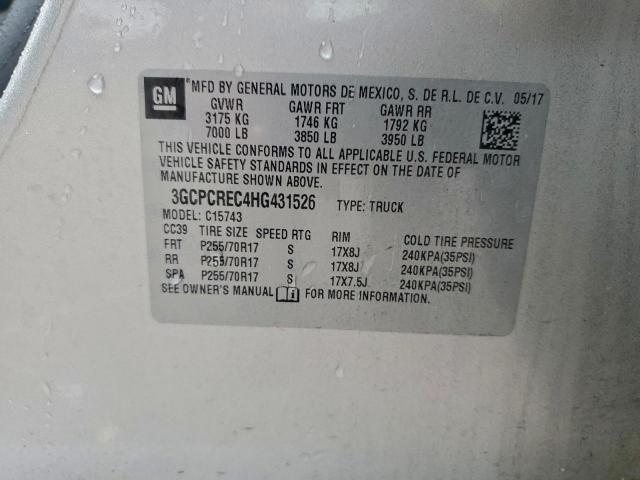 GM
*MFD BY GENERAL MOTORS DE MEXICO, S. DE R.L. DE C.V. 05/17
GVWR GAWR FRT GAWR RR
3175 KG 1746 KG 1792 KG
7000 LB 3850 LB 3950 LB
THIS VEHICLE CONFORMS TO ALL APPLICABLE U.S. FEDERAL MOTOR
VEHICLE SAFETY STANDARDS IN EFFECT ON THE DATE OF
MANUFACTURE SHOWN ABOVE.
3GCPCREC4HG431526 TYPE: TRUCK
MODEL: C15743
CC39 TIRE SIZE SPEED RTG RIM COLD TIRE PRESSURE
FRT P255/70R17 S 17X8J 240KPA(35PSI)
RR P255/70R17 S 17X8J 240KPA(35PSI)
SPA P255/70R17 S 17X7.5J 240KPA(35PSI)
SEE OWNER'S MANUAL FOR MORE INFORMATION.